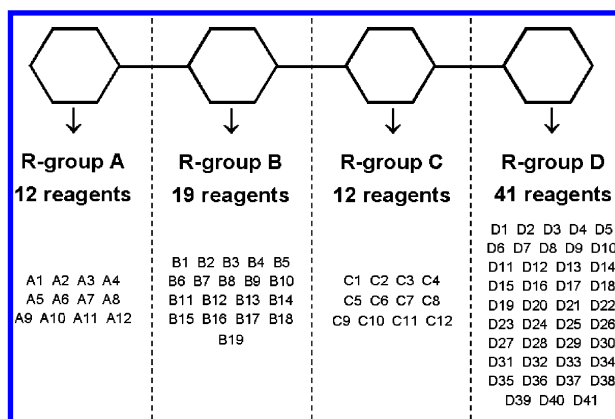 R-group A
12 reagents
A1 A2 A3 A4
A5 A6 A7 A8
A9 A10 A11 A12
R-group B
19 reagents
B1 B2 B3 B4 B5
B6 B7 B8 B9 B10
B11 B12 B13 B14
B15 B16 B17 B18
B19
R-group C
12 reagents
C1 C2 C3 C4
C5 C6 C7 C8
C9 C10 C11 C12
R-group D
41 reagents
D1 D2 D3 D4 D5
D6 D7 D8 D9 D10
D11 D12 D13 D14
D15 D16 D17 D18
D19 D20 D21 D22
D23 D24 D25 D26
D27 D28 D29 D30
D31 D32 D33 D34
D35 D36 D37 D38
D39 D40 D41